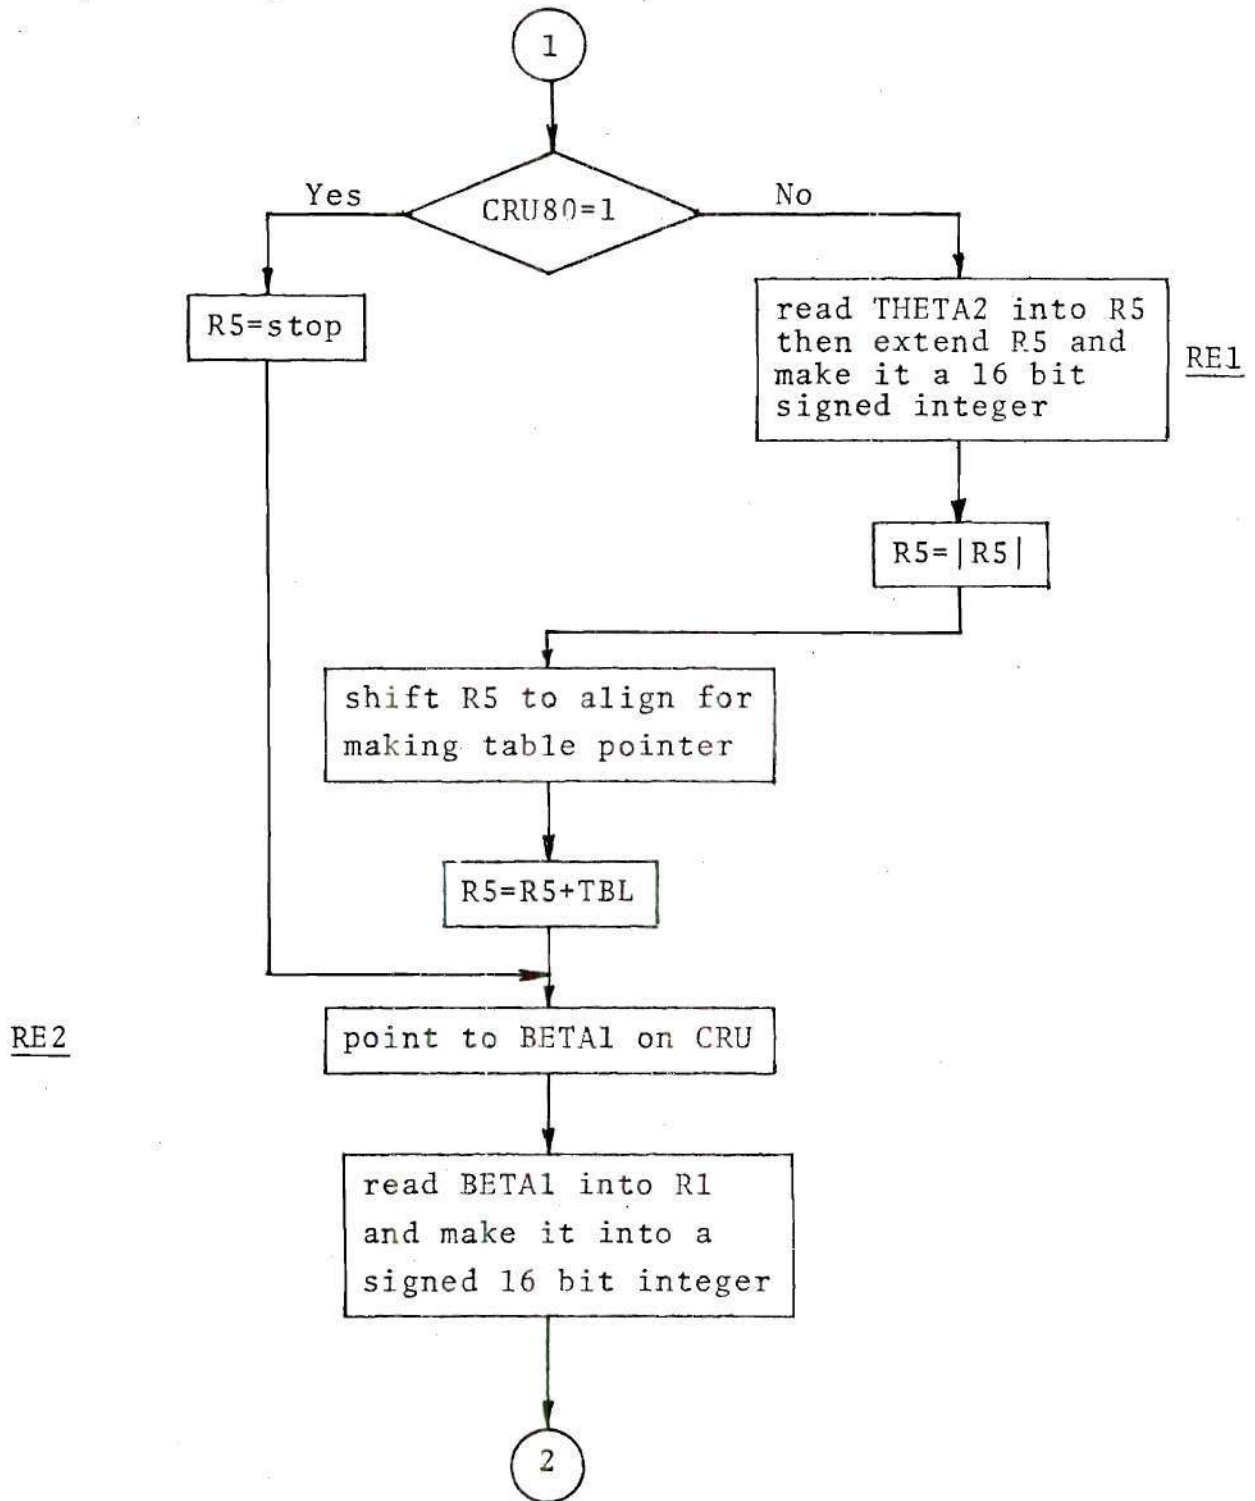 1
Yes
CRU80=1
No
R5=stop
read THETA2 into R5
then extend R5 and
make it a 16 bit
signed integer
RE1
R5=|R5|
shift R5 to align for
making table pointer
R5=R5+TBL
RE2
point to BETA1 on CRU
read BETA1 into R1
and make it into a
signed 16 bit integer
2